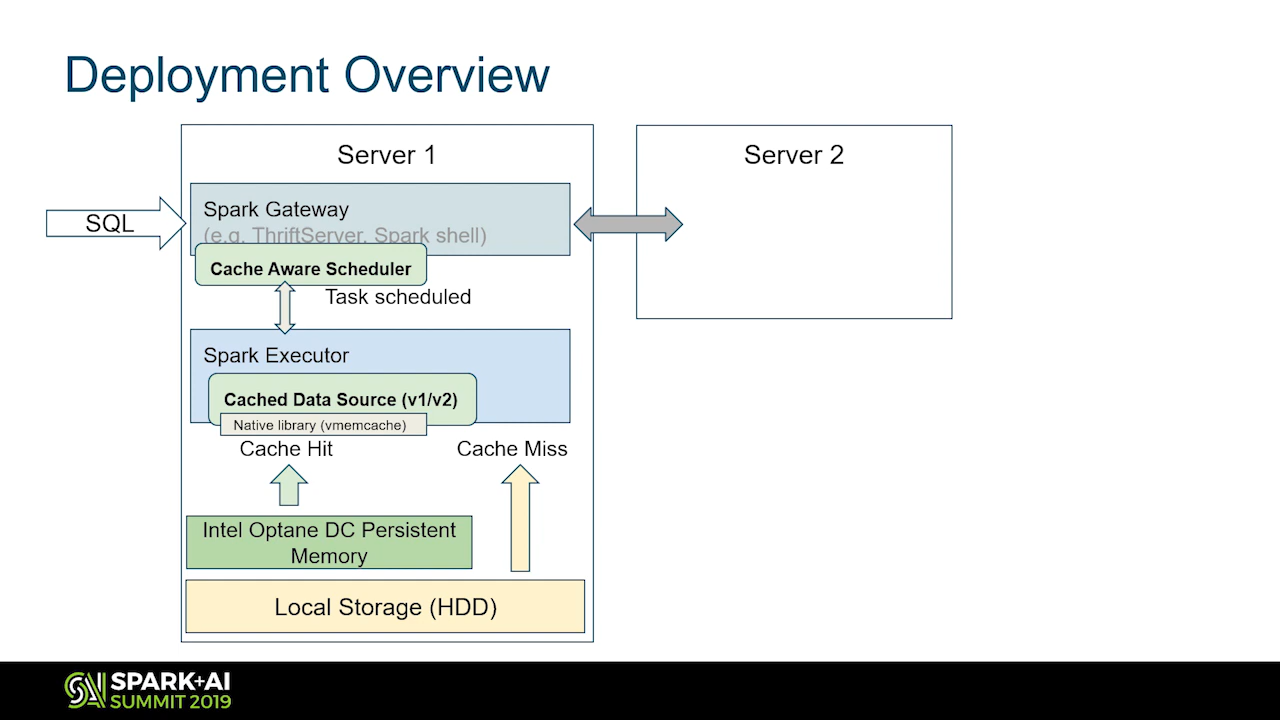 Deployment Overview
Server 1
Server 2
SQL
Spark Gateway
(e.g. ThriftServer, Spark shell)
Cache Aware Scheduler
Task scheduled
Spark Executor
Cached Data Source (v1/v2)
Native library (vmemcache)
Cache Hit
Cache Miss
Intel Optane DC Persistent
Memory
Local Storage (HDD)
SPARK+AI
SUMMIT 2019